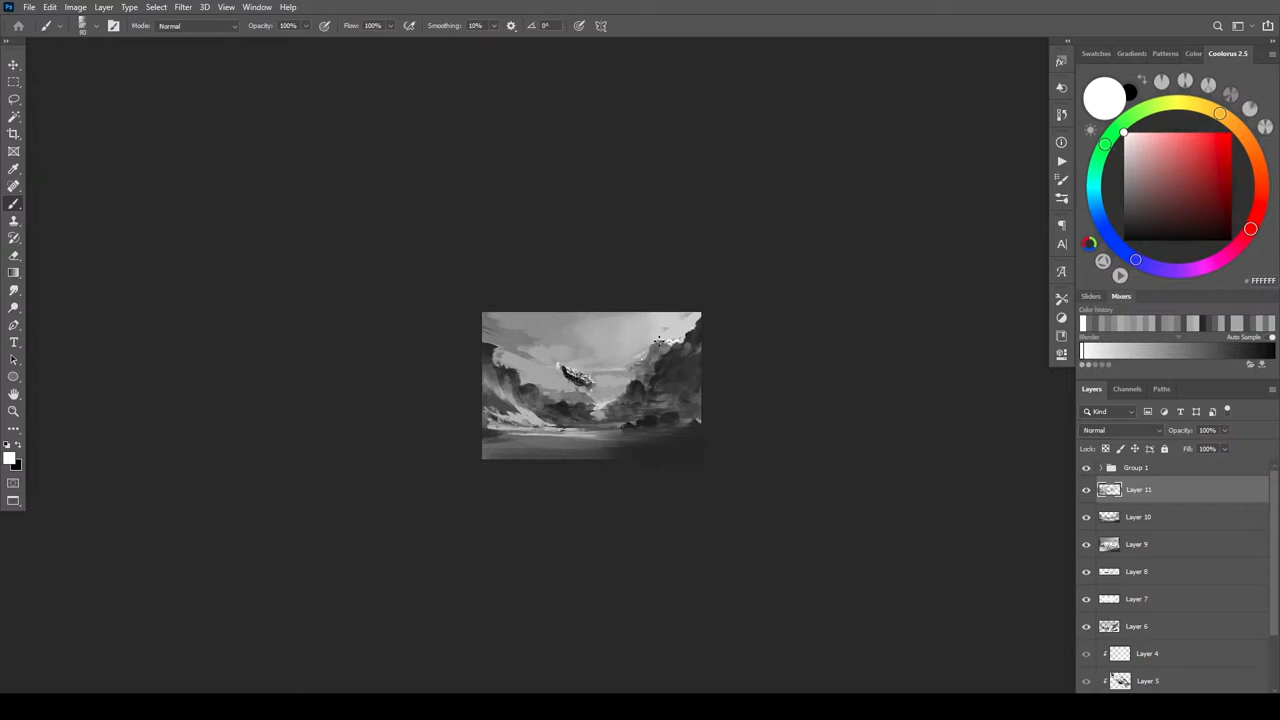 Ps File Edit Image Layer Type Select Filter 3D View Window Help
80 Mode: Normal Opacity: 100% Flow: 100% Smoothing: 10% 0°
Swatches Gradients Patterns Color Coolorus 2.5
# FFFFFF
Sliders Mixers
Color history
Blender Auto Sample
Layers Channels Paths
Kind
Normal Opacity: 100%
Lock: Fill: 100%
Group 1
Layer 11
Layer 10
Layer 9
Layer 8
Layer 7
Layer 6
Layer 4
Layer 5